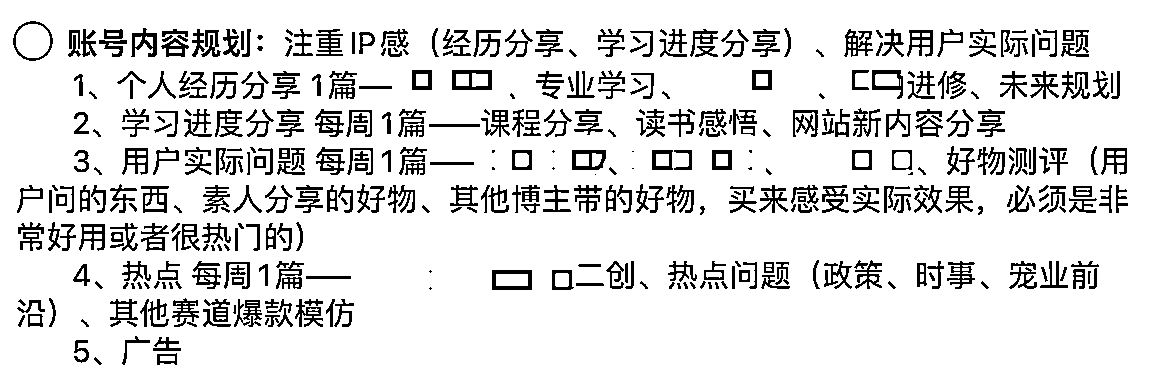 账号内容规划：注重IP感（经历分享、学习进度分享）、解决用户实际问题
1、个人经历分享 1篇—— 、专业学习、 、 进修、未来规划
2、学习进度分享 每周1篇——课程分享、读书感悟、网站新内容分享
3、用户实际问题 每周1篇—— 、 、 、好物测评（用
户问的东西、素人分享的好物、其他博主带的好物，买来感受实际效果，必须是非
常好用或者很热门的）
4、热点 每周1篇—— 二创、热点问题（政策、时事、宠业前
沿）、其他赛道爆款模仿
5、广告